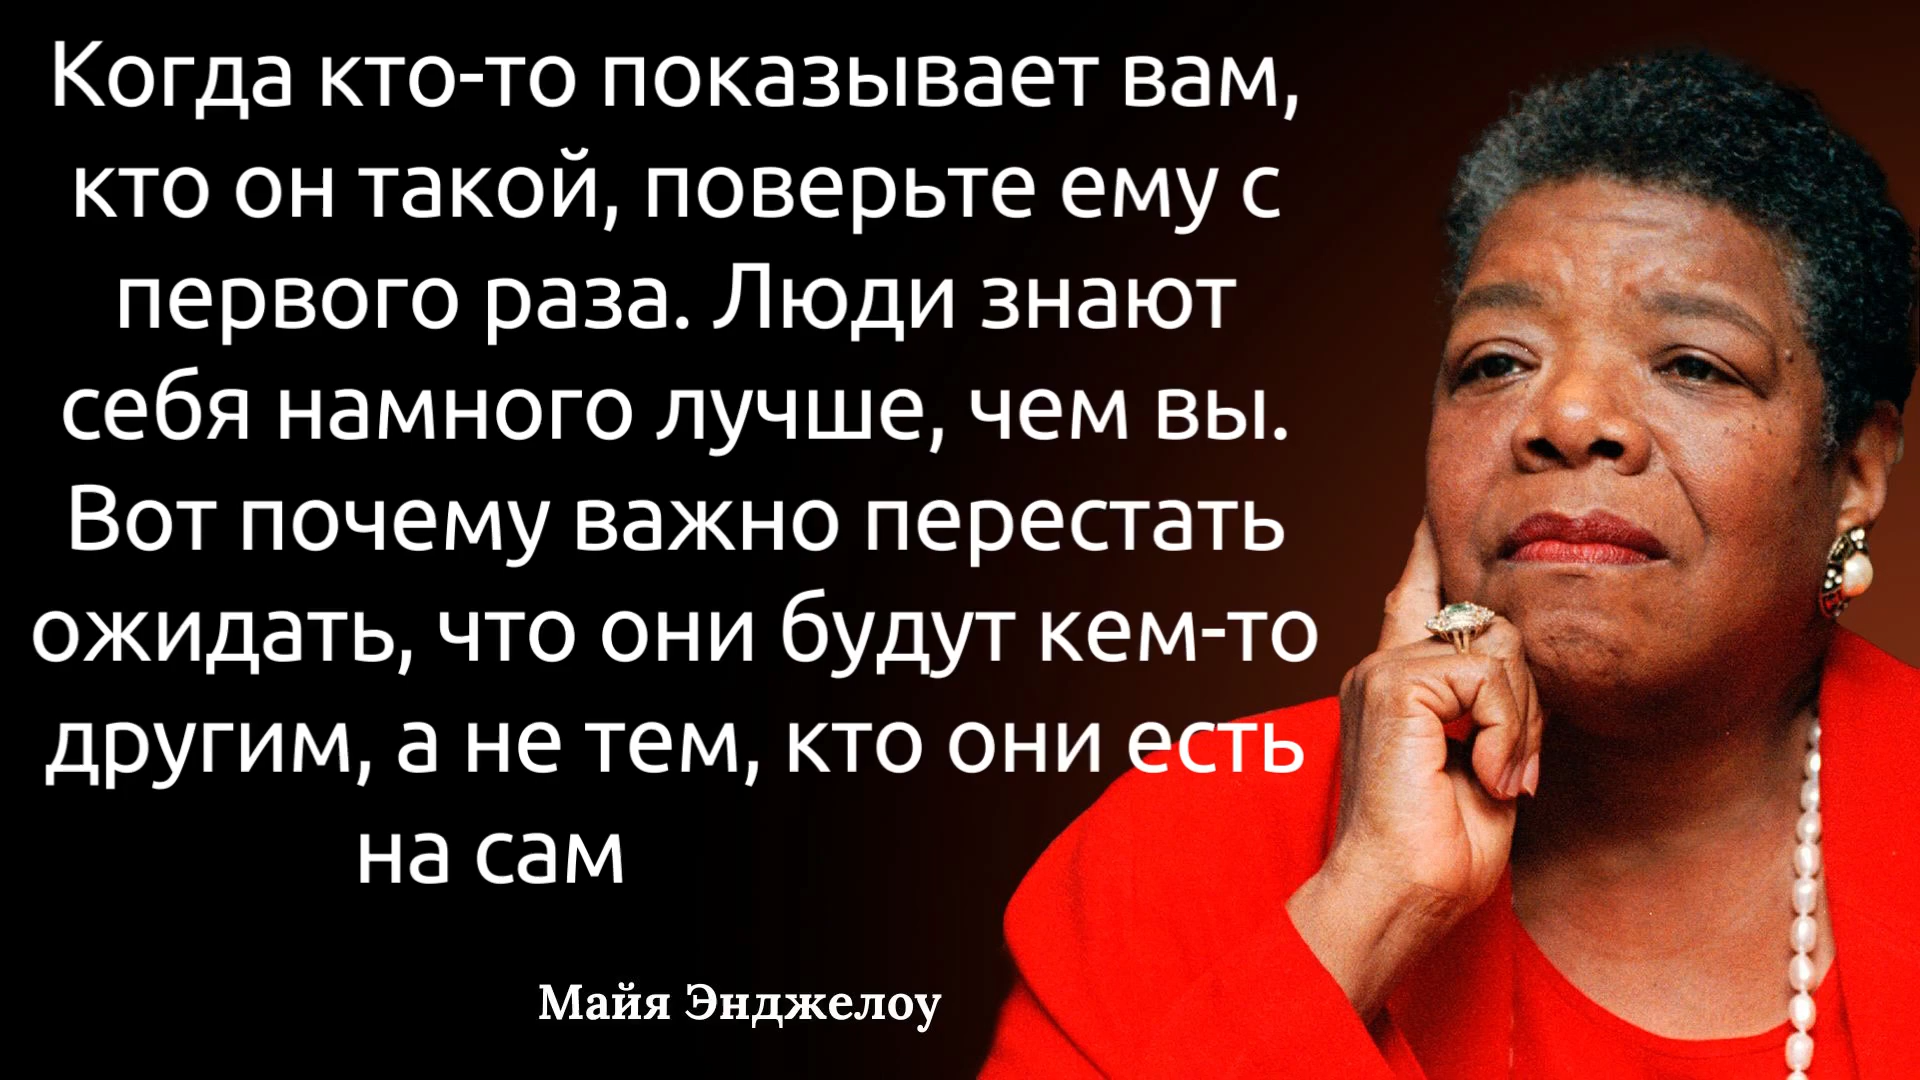 Когда кто-то показывает вам,
кто он такой, поверьте ему с
первого раза. Люди знают
себя намного лучше, чем вы.
Вот почему важно перестать
ожидать, что они будут кем-то
другим, а не тем, кто они есть
на сам
Майя Энджелоу